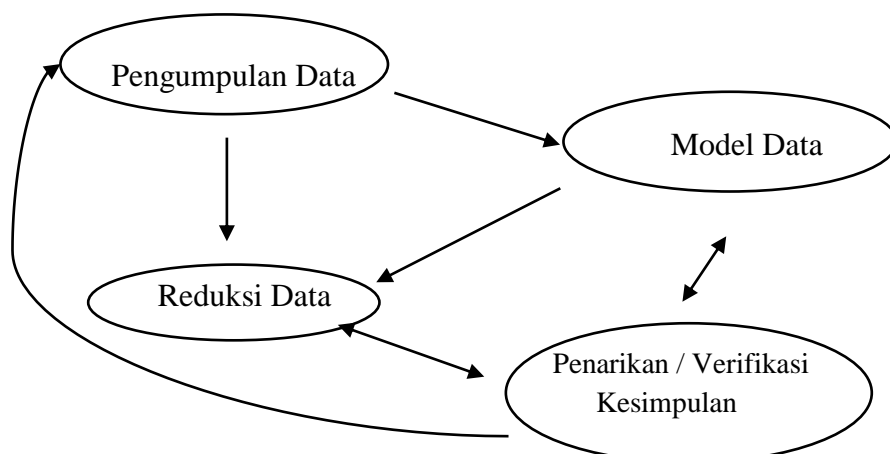 Pengumpulan Data
Model Data
Reduksi Data
Penarikan / Verifikasi
Kesimpulan